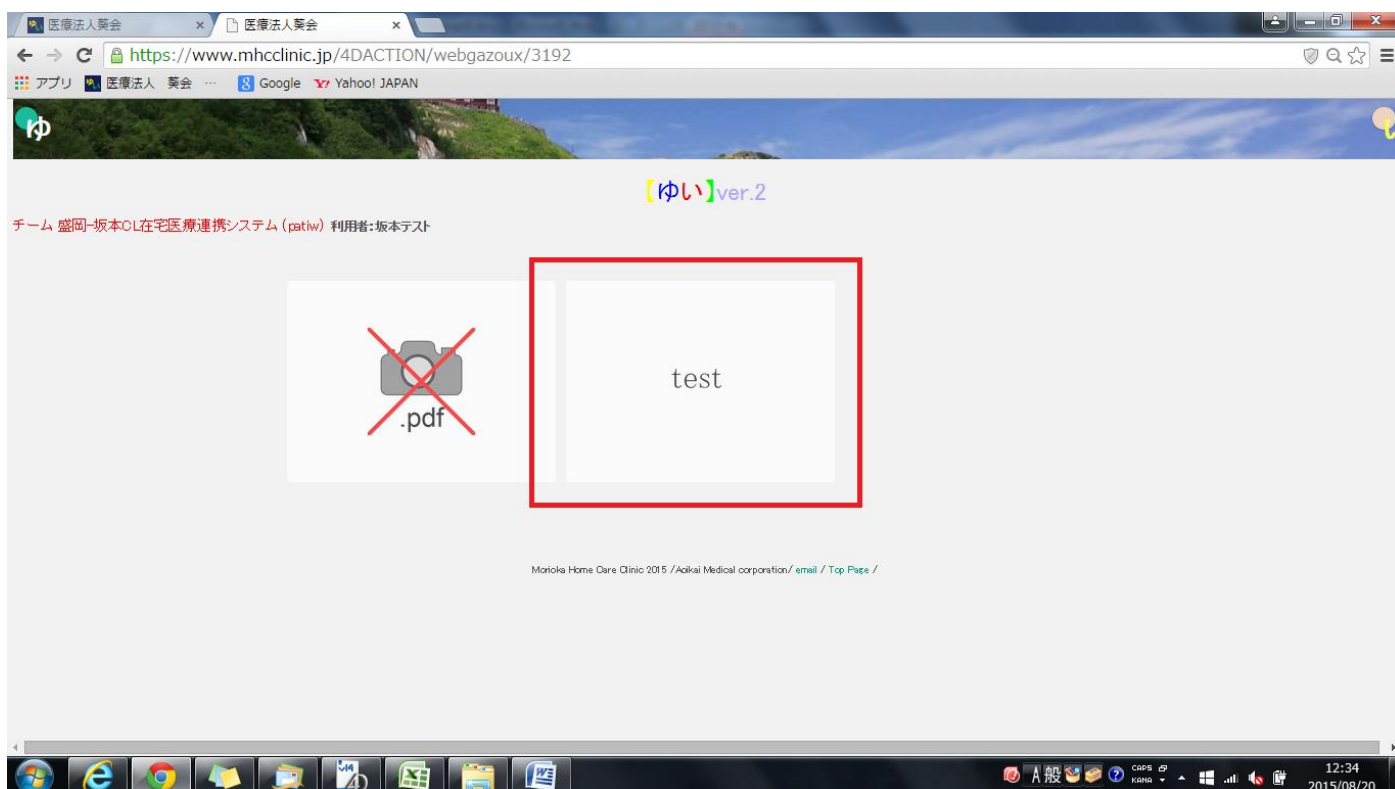 医療法人葵会
医療法人葵会
https://www.mhcclinic.jp/4DACTION/webgazoux/3192
アプリ 医療法人 葵会 … Google Yahoo! JAPAN
ゆ
【ゆい】ver.2
チーム 盛岡-坂本CL在宅医療連携システム (patiw) 利用者:坂本テスト
.pdf
test
Morioka Home Care Clinic 2015 /Aoikai Medical corporation/ email / Top Page /
A 般 CAPS KANA 12:34
2015/08/20